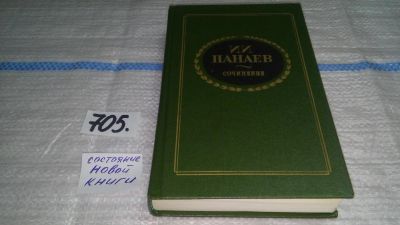 И.И.
ПАНАЕВ
СОЧИНЕНИЯ
705.
СОСТОЯНИЕ
НОВОЙ
КНИГИ